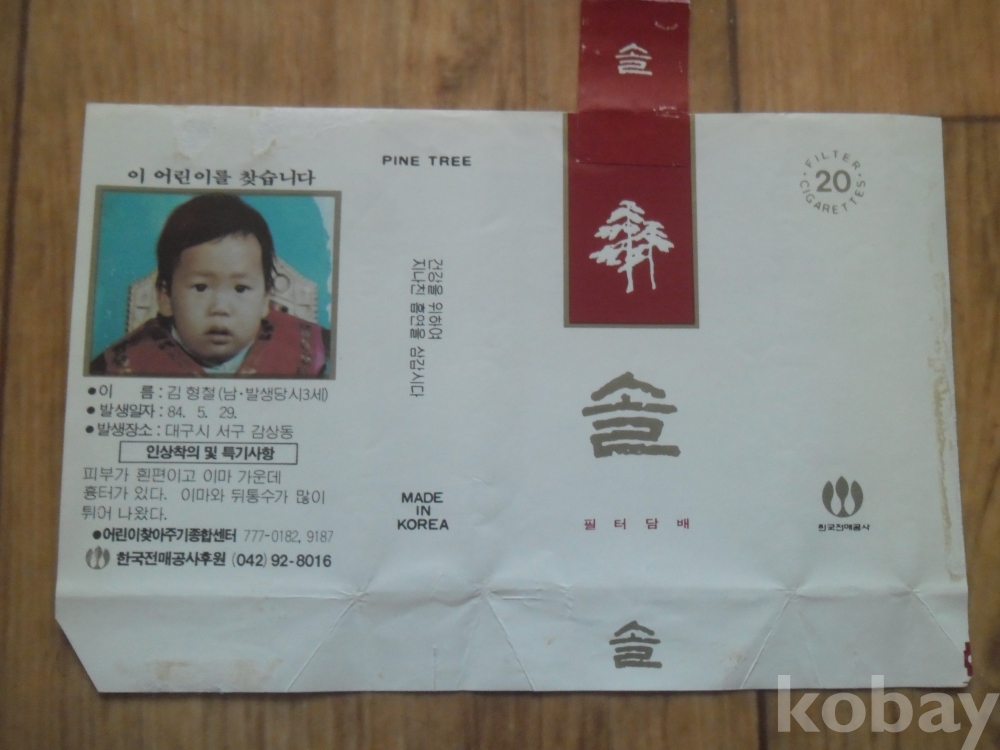 이 어린이를 찾습니다
●이 름 : 김 형철(남·발생당시3세)
●발생일자 : 84. 5. 29.
●발생장소 : 대구시 서구 감상동
인상착의 및 특기사항
피부가 흰편이고 이마 가운데
흉터가 있다. 이마와 뒤통수가 많이
튀어 나왔다.
●어린이찾아주기종합센터 777-0182, 9187
한국전매공사후원 (042) 92-8016
PINE TREE
건강을 위하여
지나친 흡연을 삼갑시다
MADE
IN
KOREA
솔
솔
필터담배
솔
·FILTER·
20
CIGARETTES
한국전매공사
kobay